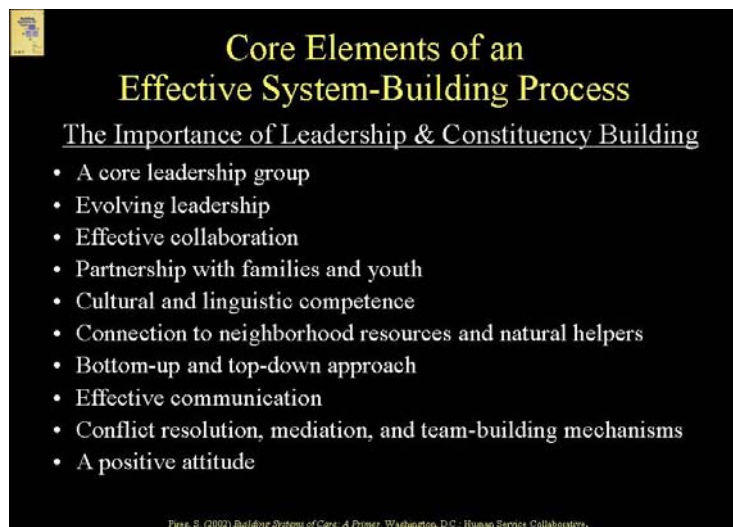 Core Elements of an
Effective System-Building Process
The Importance of Leadership & Constituency Building
• A core leadership group
• Evolving leadership
• Effective collaboration
• Partnership with families and youth
• Cultural and linguistic competence
• Connection to neighborhood resources and natural helpers
• Bottom-up and top-down approach
• Effective communication
• Conflict resolution, mediation, and team-building mechanisms
• A positive attitude
Pires, S. (2002) Building Systems of Care: A Primer. Washington, D.C.: Human Service Collaborative.